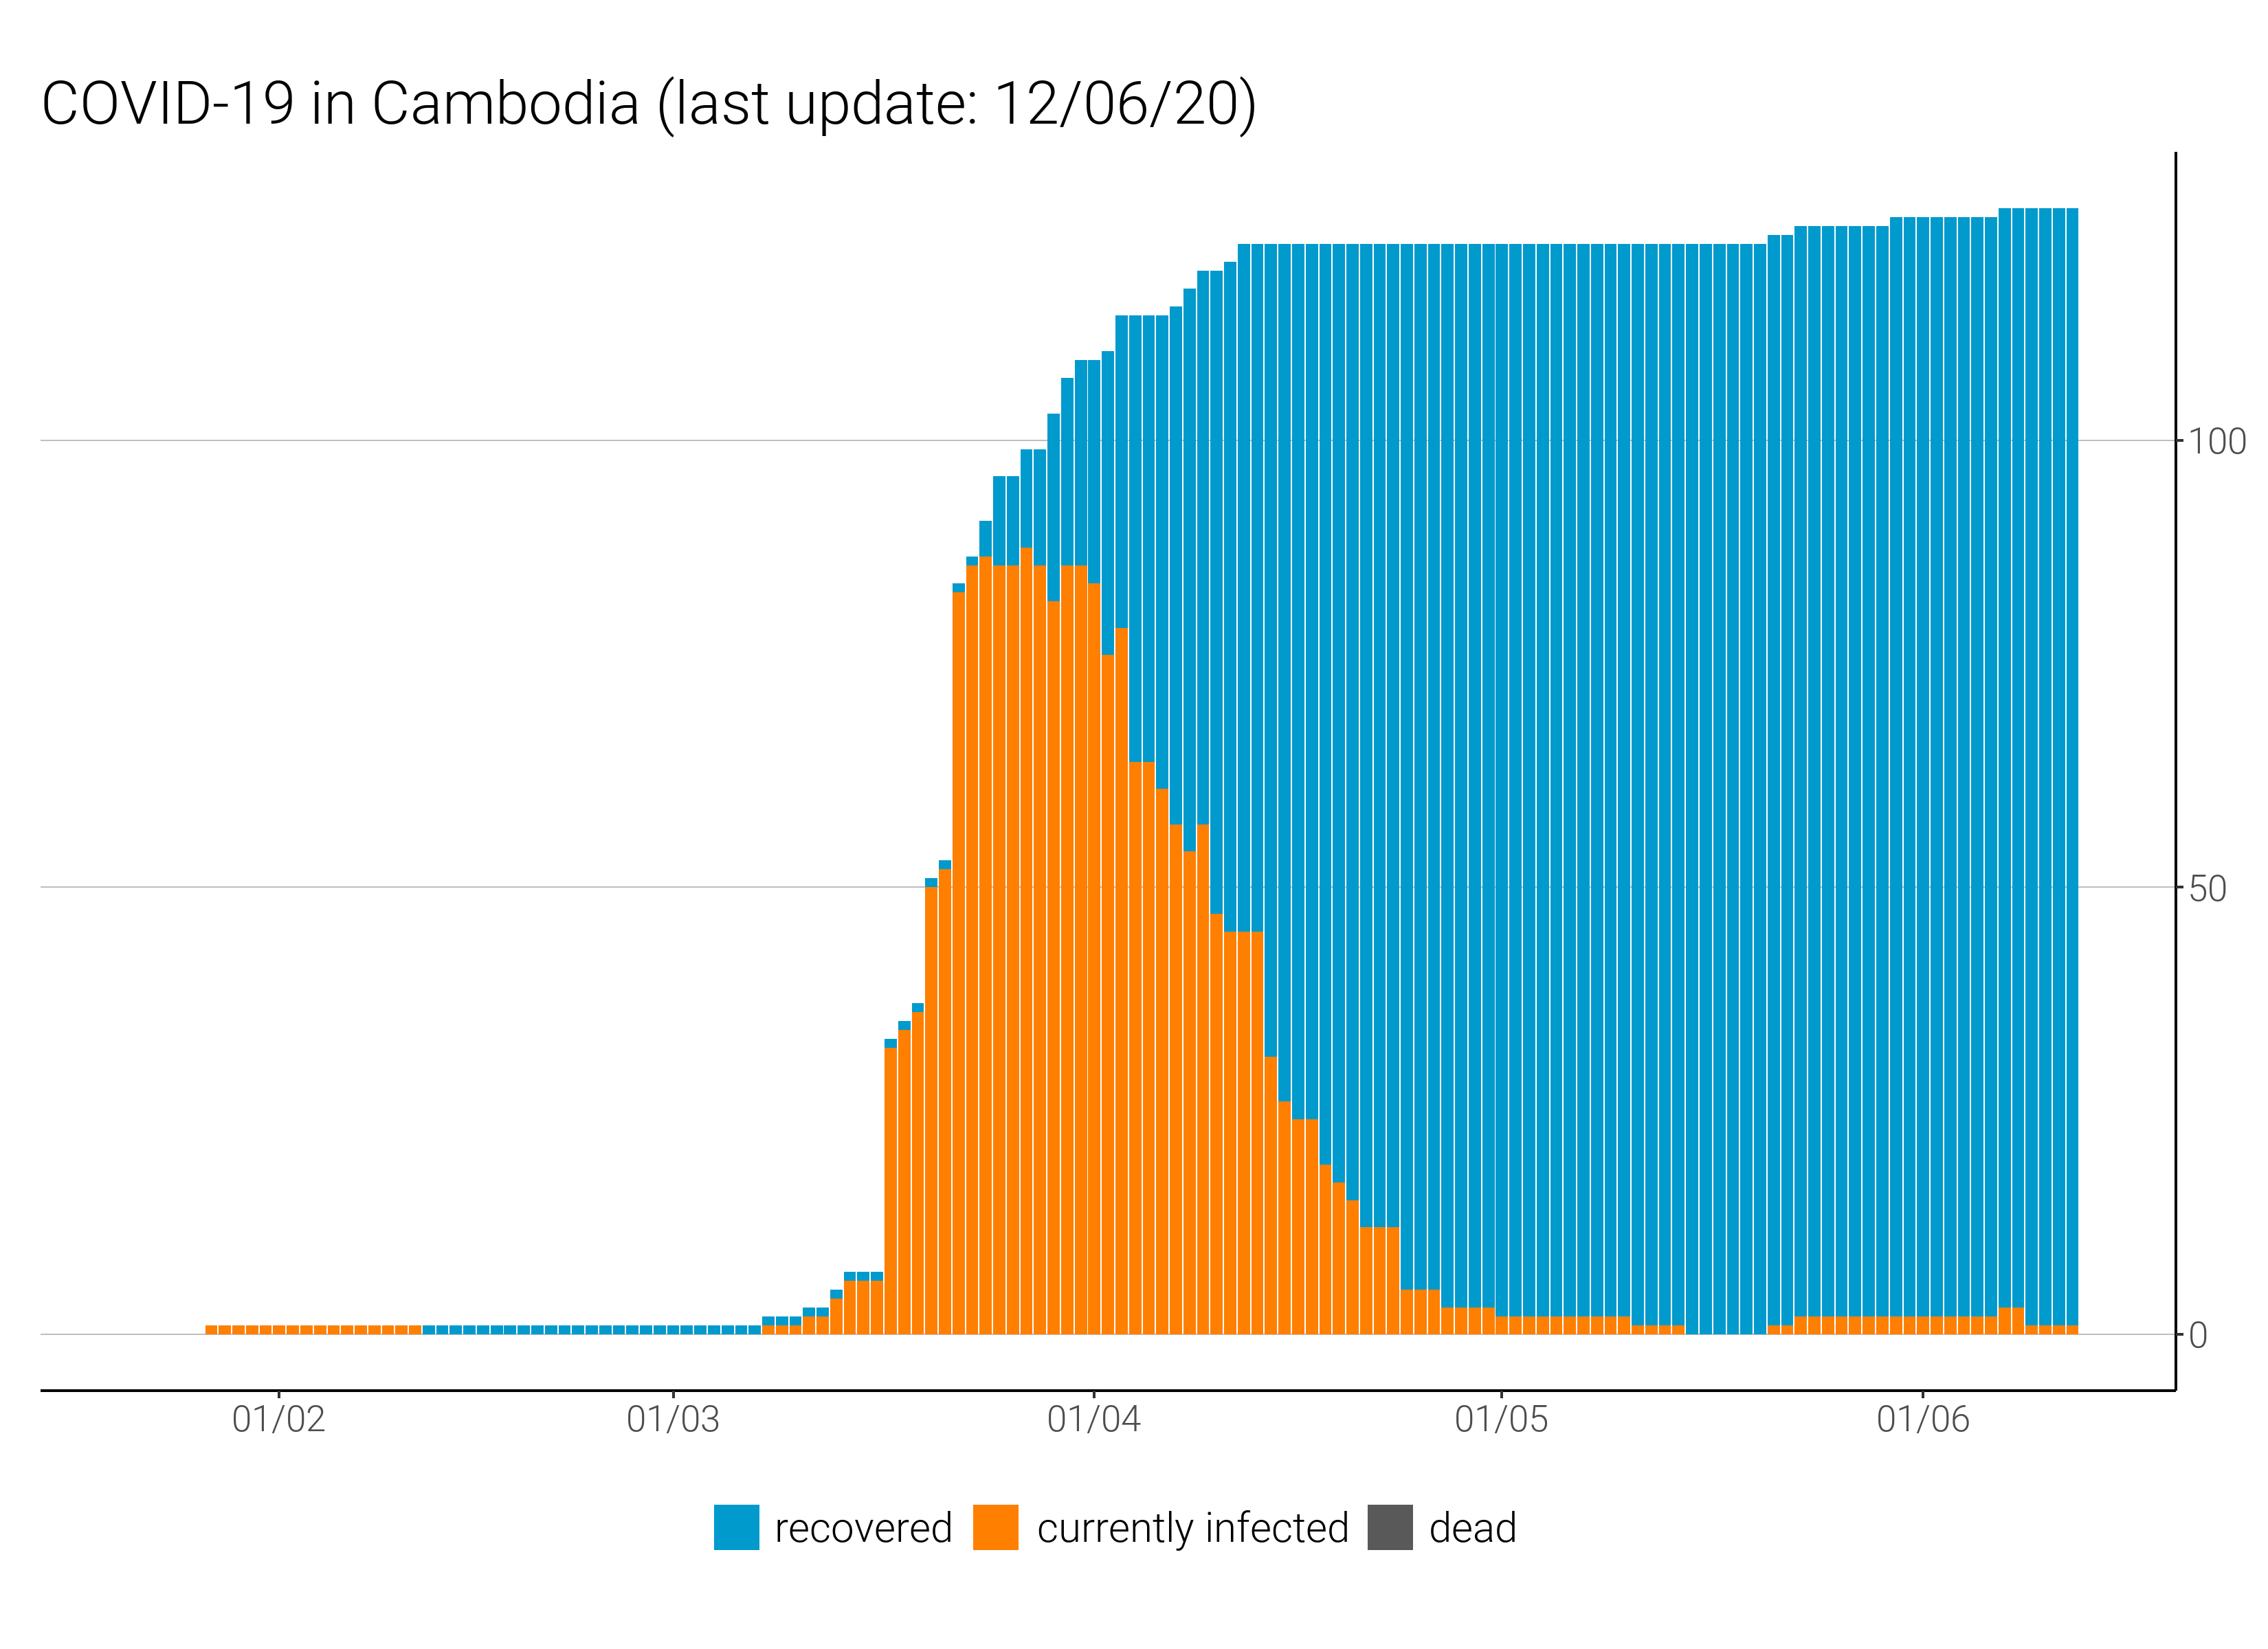 COVID-19 in Cambodia (last update: 12/06/20)
100
50
0
01/02 01/03 01/04 01/05 01/06
recovered currently infected dead